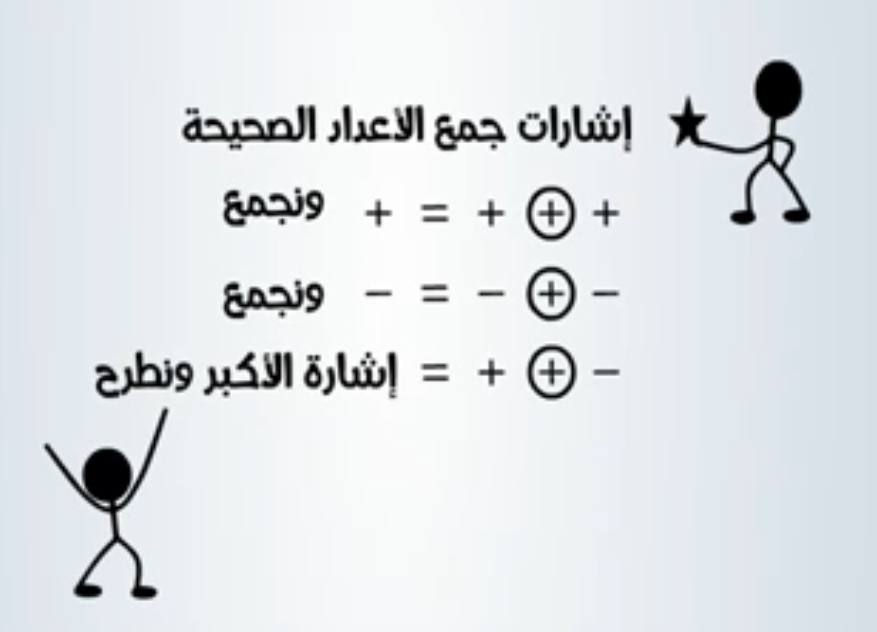 إشارات جمع الأعداد الصحيحة
+ ⊕ + = + ونجمع
− ⊕ − = − ونجمع
− ⊕ + = إشارة الأكبر ونطرح